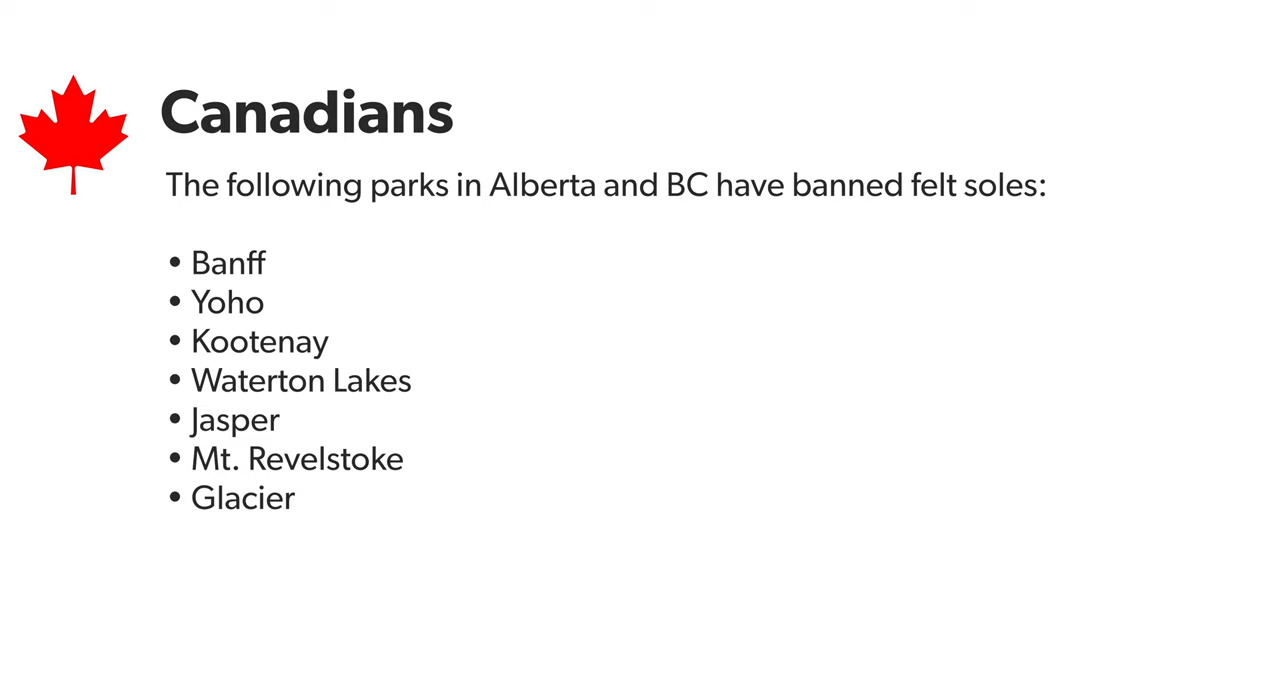 Canadians
The following parks in Alberta and BC have banned felt soles:
• Banff
• Yoho
• Kootenay
• Waterton Lakes
• Jasper
• Mt. Revelstoke
• Glacier